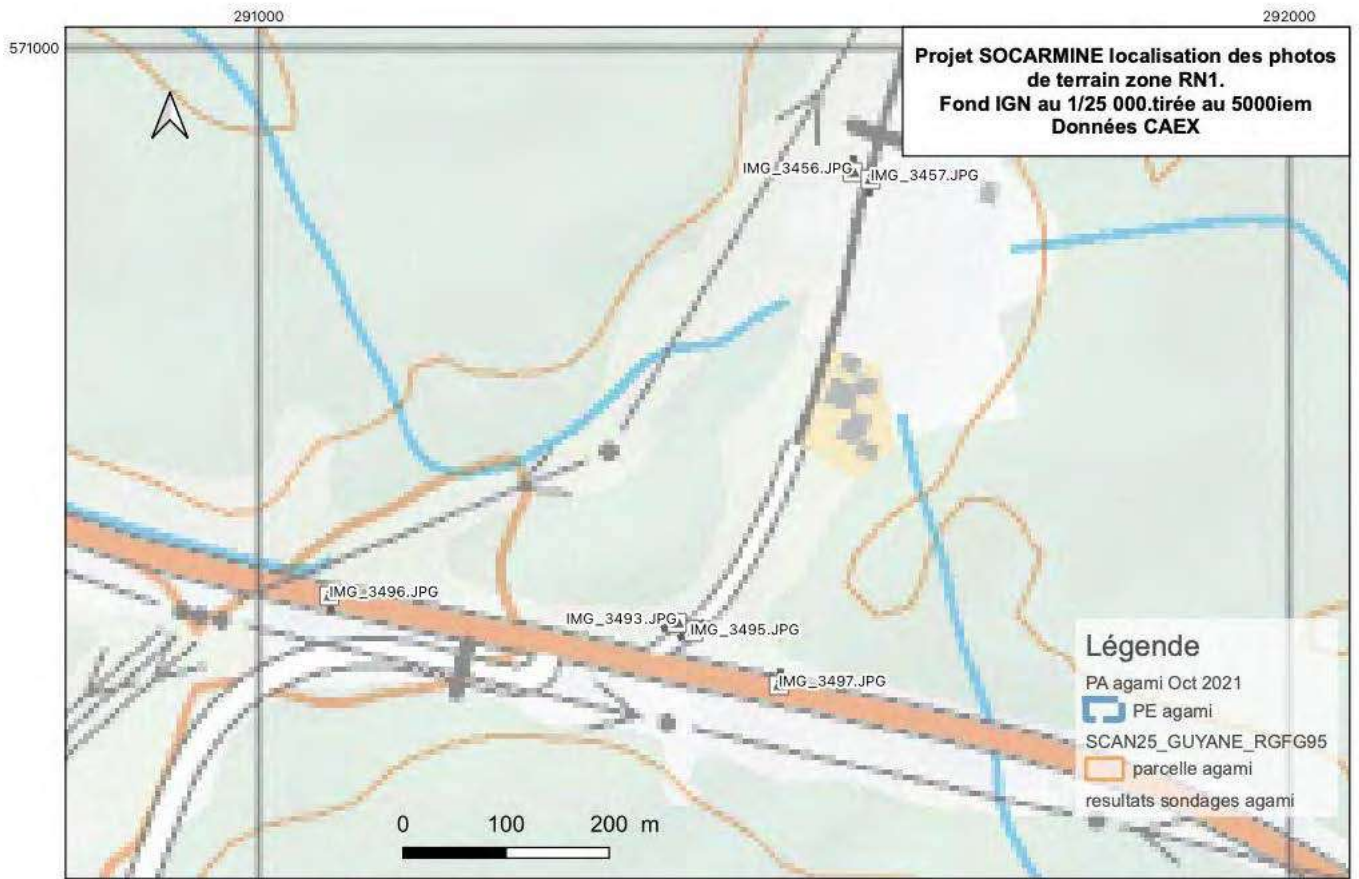 291000
292000
571000
Projet SOCARMINE localisation des photos
de terrain zone RN1.
Fond IGN au 1/25 000.tirée au 5000iem
Données CAEX
IMG_3456.JPG
IMG_3457.JPG
IMG_3496.JPG
IMG_3493.JPG
IMG_3495.JPG
IMG_3497.JPG
Légende
PA agami Oct 2021
PE agami
SCAN25_GUYANE_RGFG95
parcelle agami
resultats sondages agami
0 100 200 m